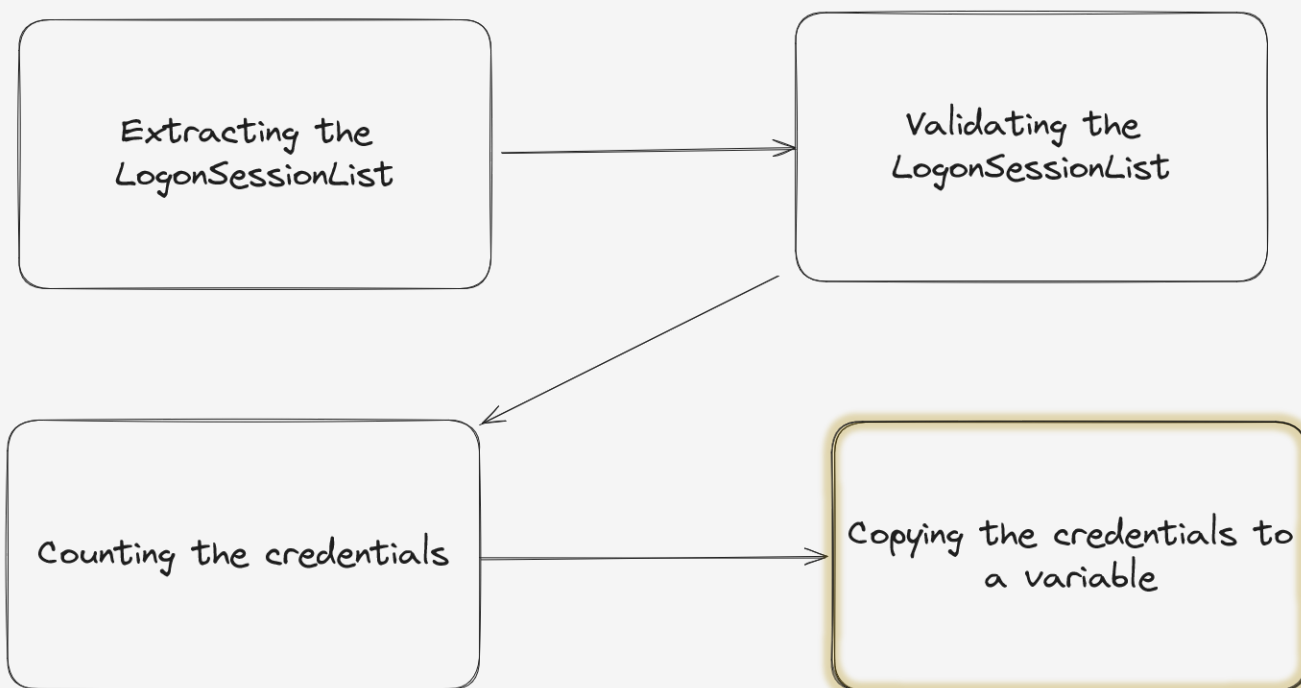 Extracting the
LogonSessionList
Validating the
LogonSessionList
Counting the credentials
Copying the credentials to
a variable